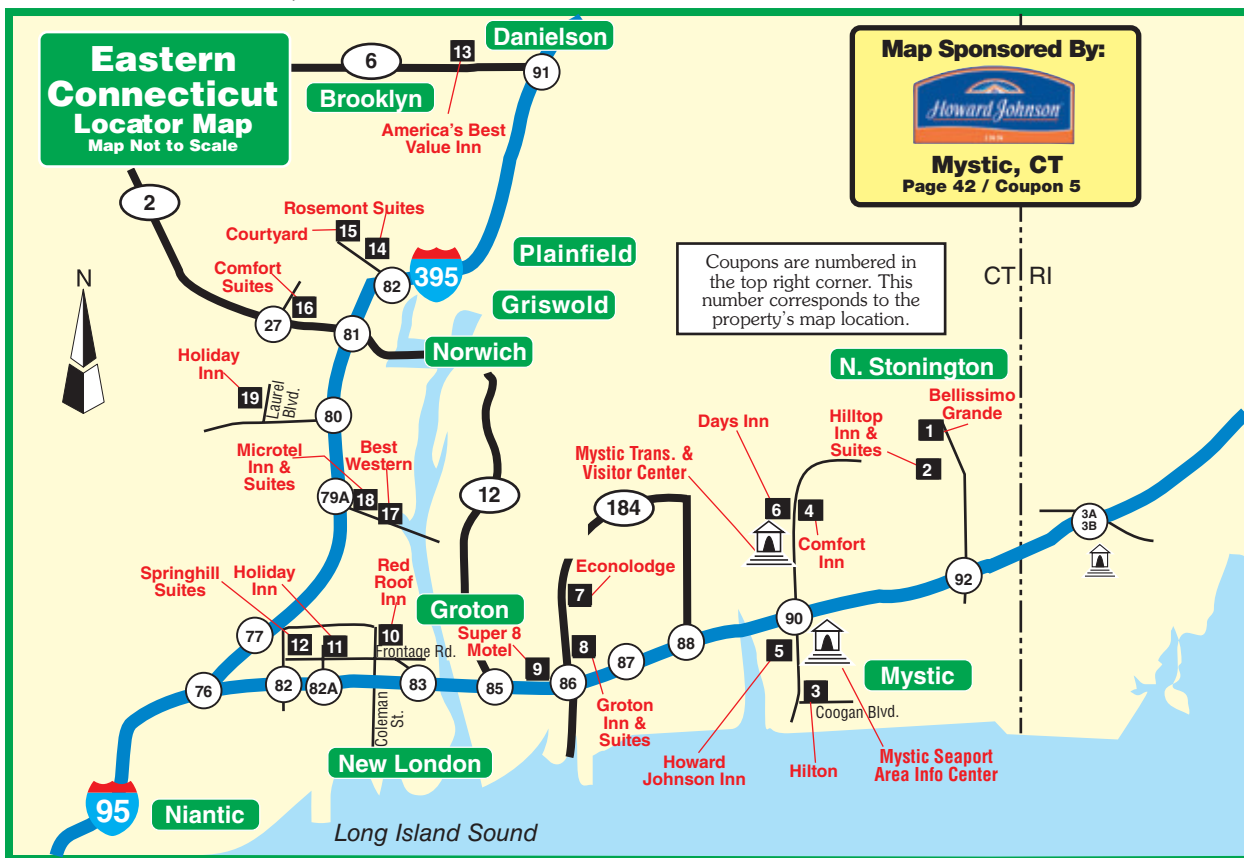 Eastern
Connecticut
Locator Map
Map Not to Scale
6
13
Danielson
91
Brooklyn
America's Best
Value Inn
Map Sponsored By:
Howard Johnson
Mystic, CT
Page 42 / Coupon 5
2
Rosemont Suites
15
Courtyard
14
82
395
Plainfield
Griswold
Comfort
Suites
16
27
81
Norwich
N
Coupons are numbered in
the top right corner. This
number corresponds to the
property's map location.
CT
RI
Holiday
Inn
19
Laurel
Blvd.
80
Microtel
Inn &
Suites
Best
Western
79A
18
17
12
N. Stonington
Bellissimo
Grande
1
Hilltop
Inn &
Suites
2
Days Inn
Mystic Trans. &
Visitor Center
6
4
Comfort
Inn
184
3A
3B
92
Springhill
Suites
Holiday
Inn
Red
Roof
Inn
Groton
Econolodge
7
77
12
11
10
Frontage Rd.
Super 8
Motel
9
8
87
88
90
5
Mystic
76
82
82A
83
85
86
Coleman
St.
Groton
Inn &
Suites
3
Coogan Blvd.
New London
Howard
Johnson Inn
Hilton
Mystic Seaport
Area Info Center
95
Niantic
Long Island Sound